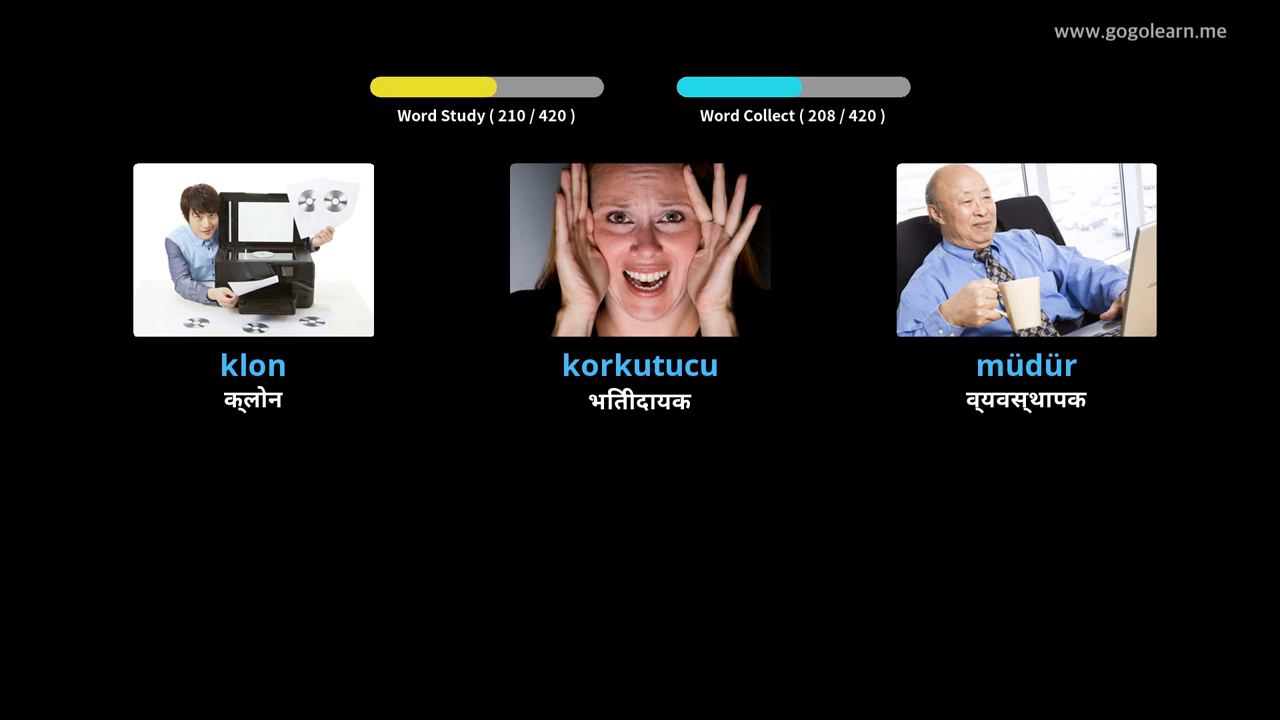 www.gogolearn.me
Word Study ( 210 / 420 )
Word Collect ( 208 / 420 )
klon
korkutucu
müdür
क्लोन
भतिीदायक
व्यवस्थापक